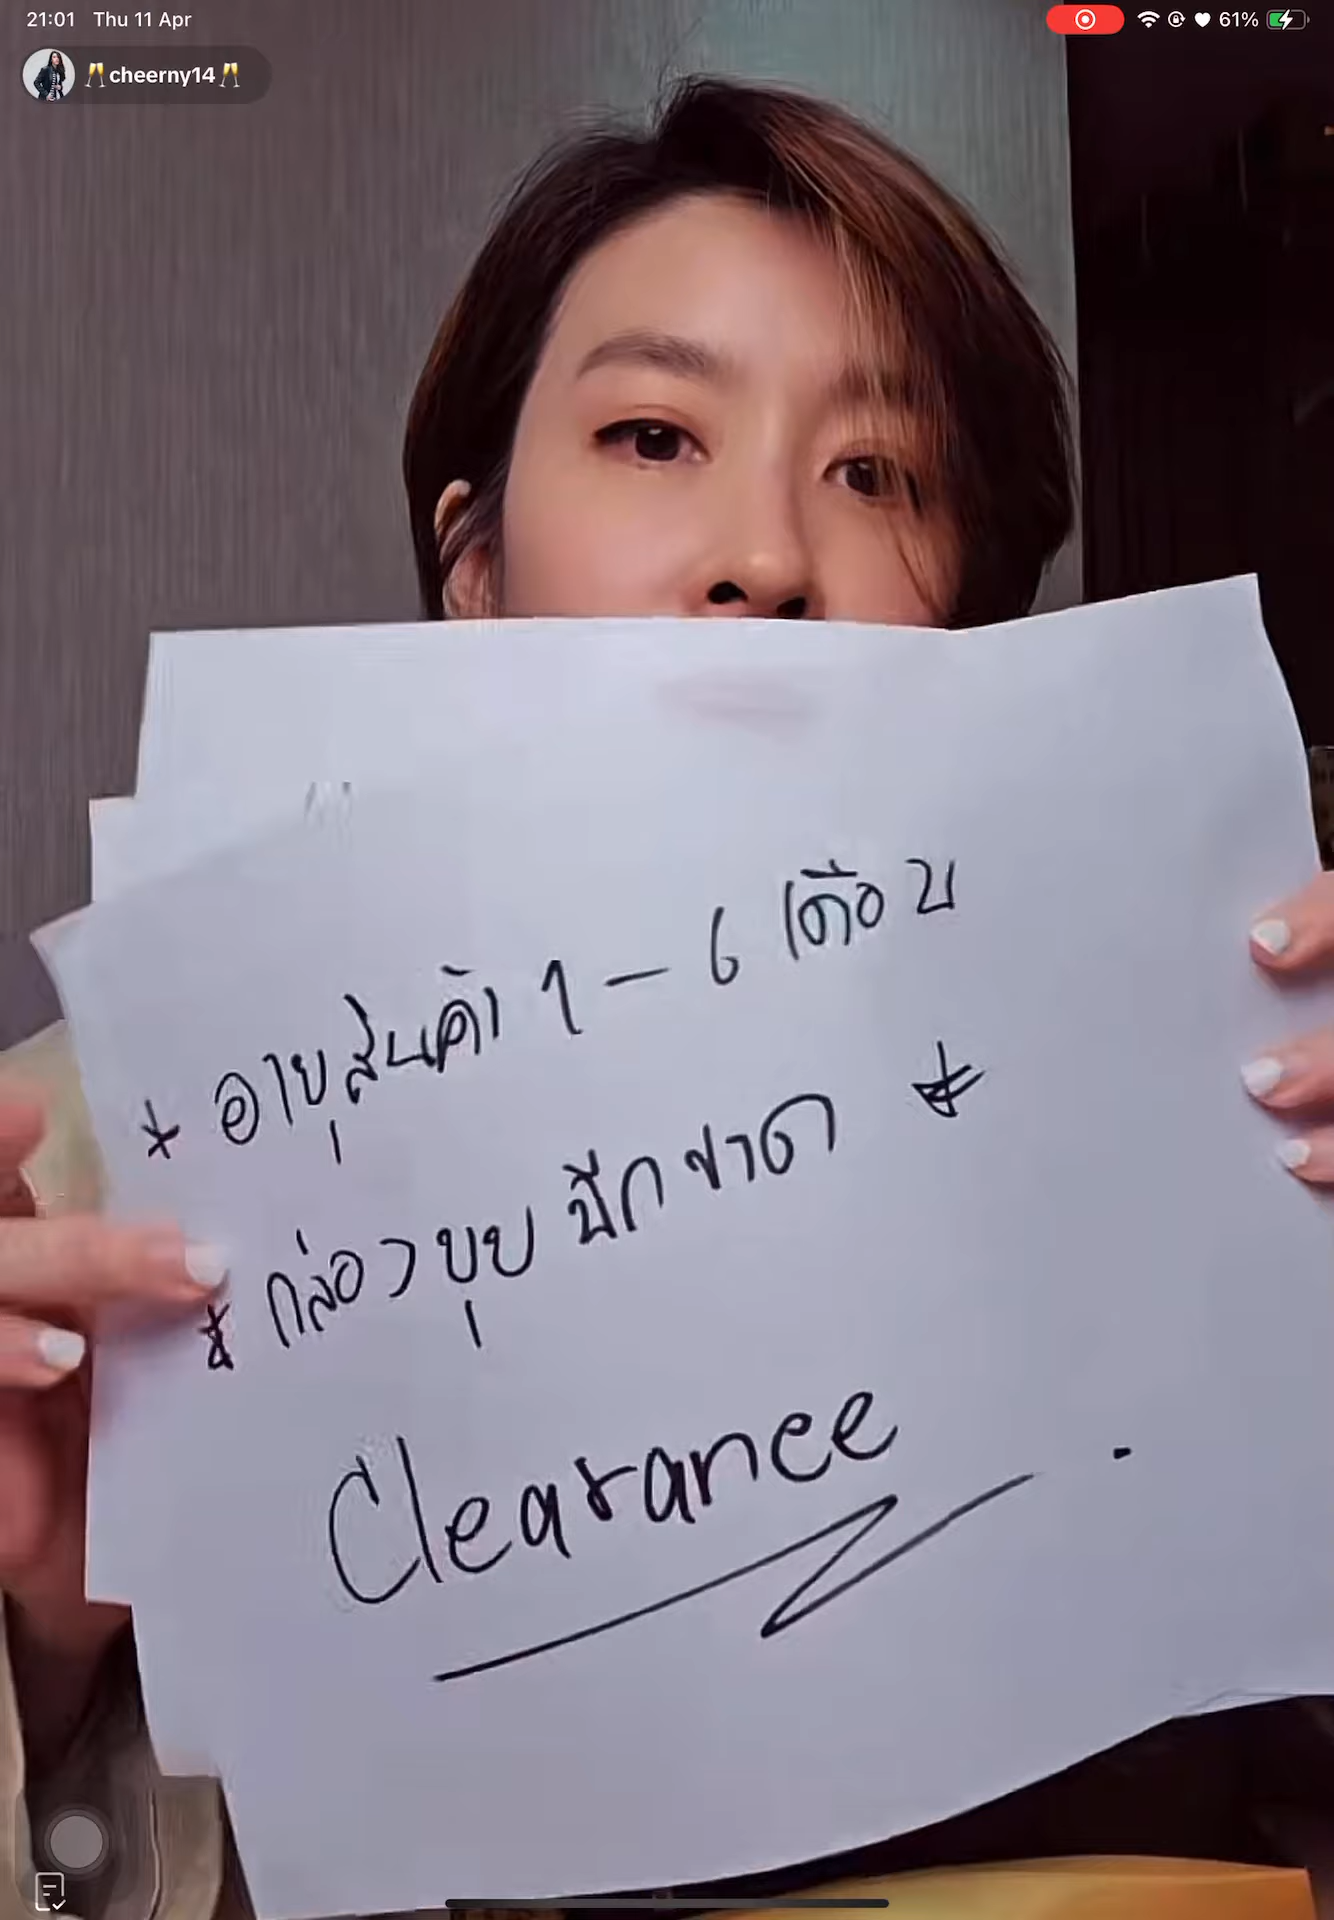 21:01 Thu 11 Apr 61%
🥂cheerny14🥂
* อายุสินค้า 1 - 6 เดือน
* กล่องบุบ ฉีกขาด *
Clearance